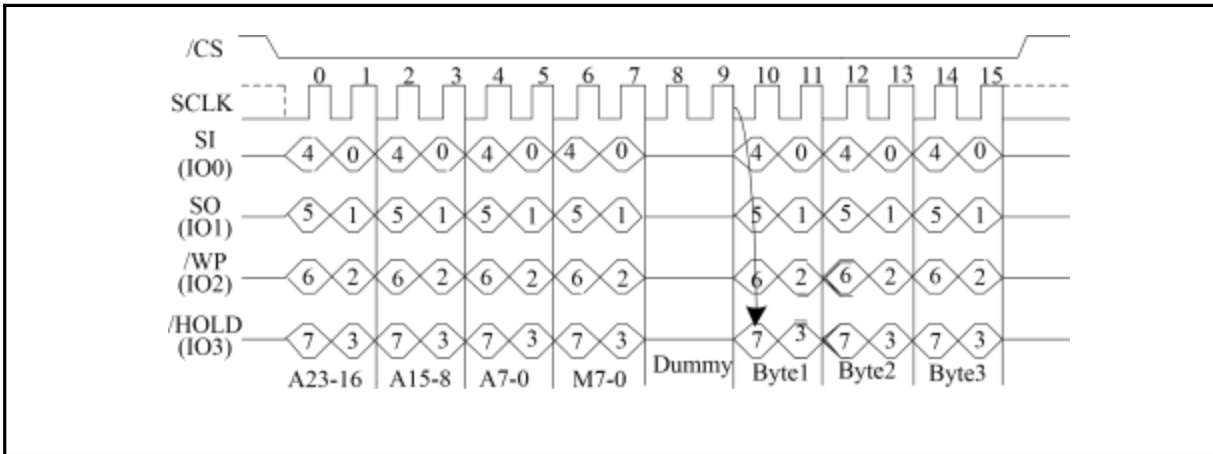 /CS
0 1 2 3 4 5 6 7 8 9 10 11 12 13 14 15
SCLK
SI
(IO0)
4 0 4 0 4 0 4 0 4 0 4 0 4 0
SO
(IO1)
5 1 5 1 5 1 5 1 5 1 5 1 5 1
/WP
(IO2)
6 2 6 2 6 2 6 2 6 2 6 2 6 2
/HOLD
(IO3)
7 3 7 3 7 3 7 3 7 3 7 3 7 3
A23-16 A15-8 A7-0 M7-0 Dummy Byte1 Byte2 Byte3